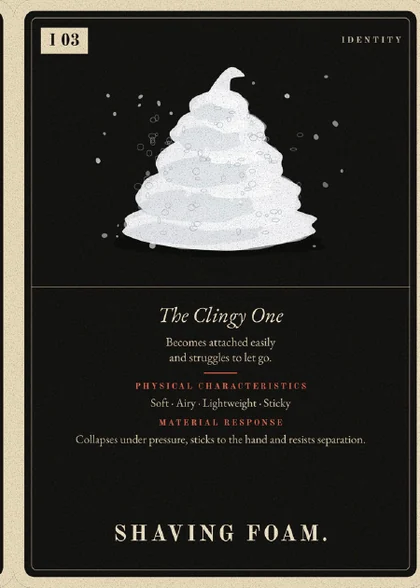 I 03
IDENTITY
The Clingy One
Becomes attached easily
and struggles to let go.
PHYSICAL CHARACTERISTICS
Soft · Airy · Lightweight · Sticky
MATERIAL RESPONSE
Collapses under pressure, sticks to the hand and resists separation.
SHAVING FOAM.